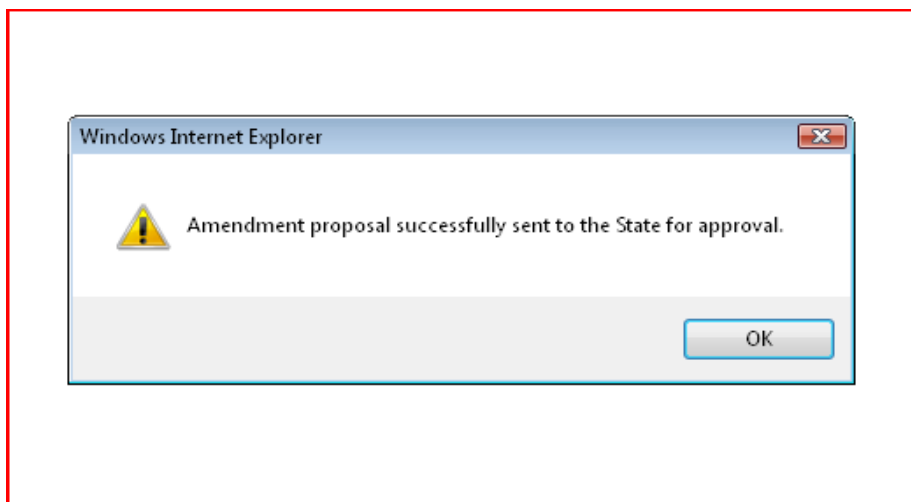 Windows Internet Explorer
Amendment proposal successfully sent to the State for approval.
OK